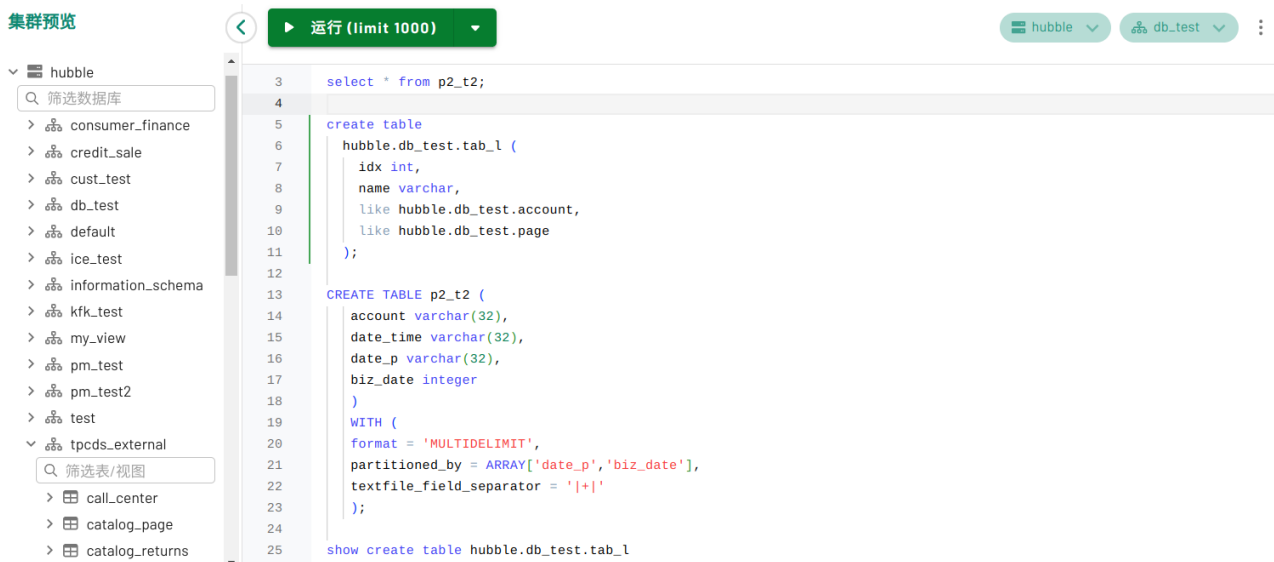 集群预览
hubble
筛选数据库
consumer_finance
credit_sale
cust_test
db_test
default
ice_test
information_schema
kfk_test
my_view
pm_test
pm_test2
test
tpcds_external
筛选表/视图
call_center
catalog_page
catalog_returns
运行 (limit 1000)
hubble
db_test
3 select * from p2_t2;
4
5 create table
6 hubble.db_test.tab_l (
7 idx int,
8 name varchar,
9 like hubble.db_test.account,
10 like hubble.db_test.page
11 );
12
13 CREATE TABLE p2_t2 (
14 account varchar(32),
15 date_time varchar(32),
16 date_p varchar(32),
17 biz_date integer
18 )
19 WITH (
20 format = 'MULTIDELIMIT',
21 partitioned_by = ARRAY['date_p','biz_date'],
22 textfile_field_separator = '|+|'
23 );
24
25 show create table hubble.db_test.tab_l